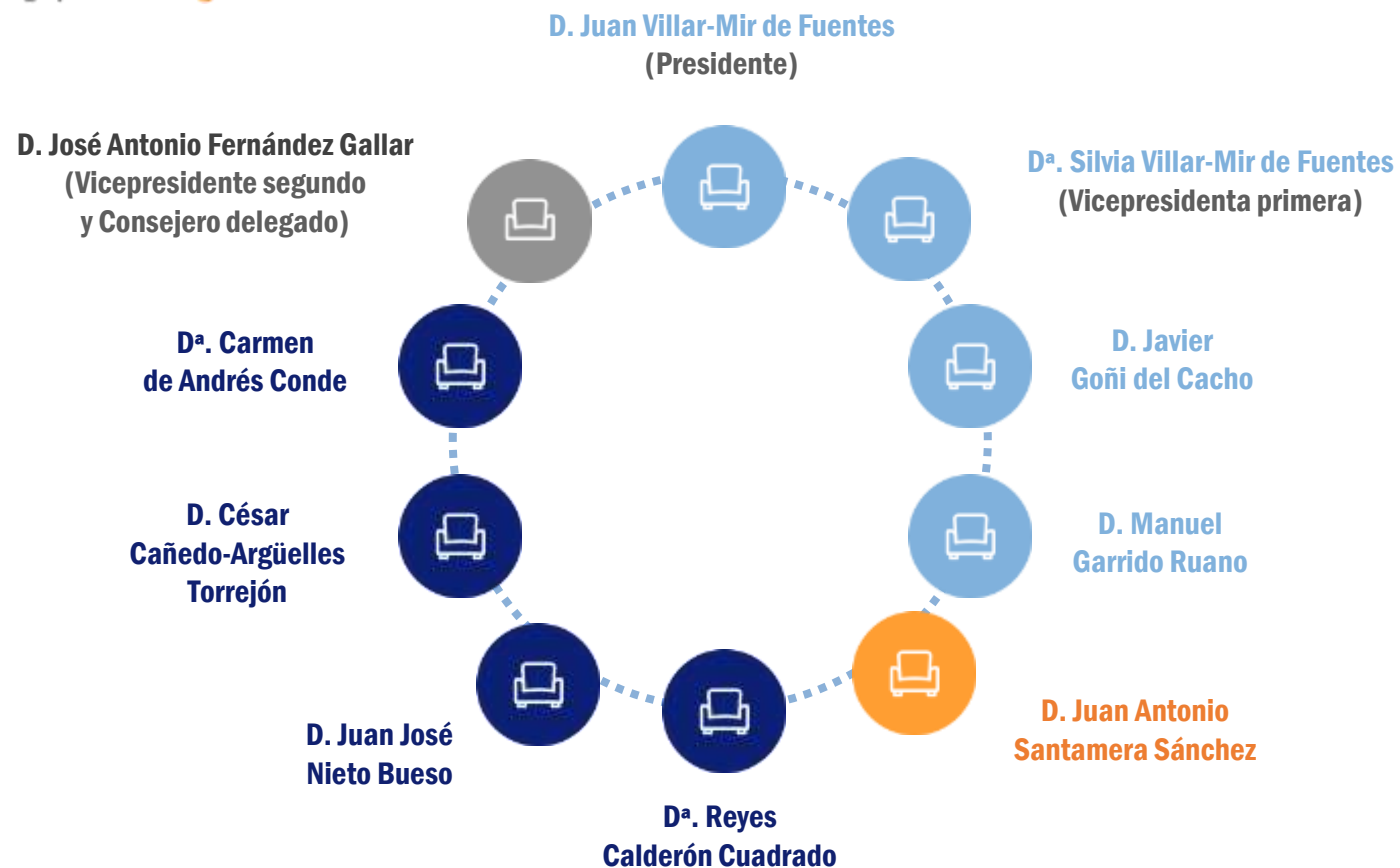 D. Juan Villar-Mir de Fuentes
(Presidente)
D. José Antonio Fernández Gallar
(Vicepresidente segundo
y Consejero delegado)
Dª. Silvia Villar-Mir de Fuentes
(Vicepresidenta primera)
Dª. Carmen
de Andrés Conde
D. Javier
Goñi del Cacho
D. César
Cañedo-Argüelles
Torrejón
D. Manuel
Garrido Ruano
D. Juan José
Nieto Bueso
D. Juan Antonio
Santamera Sánchez
Dª. Reyes
Calderón Cuadrado